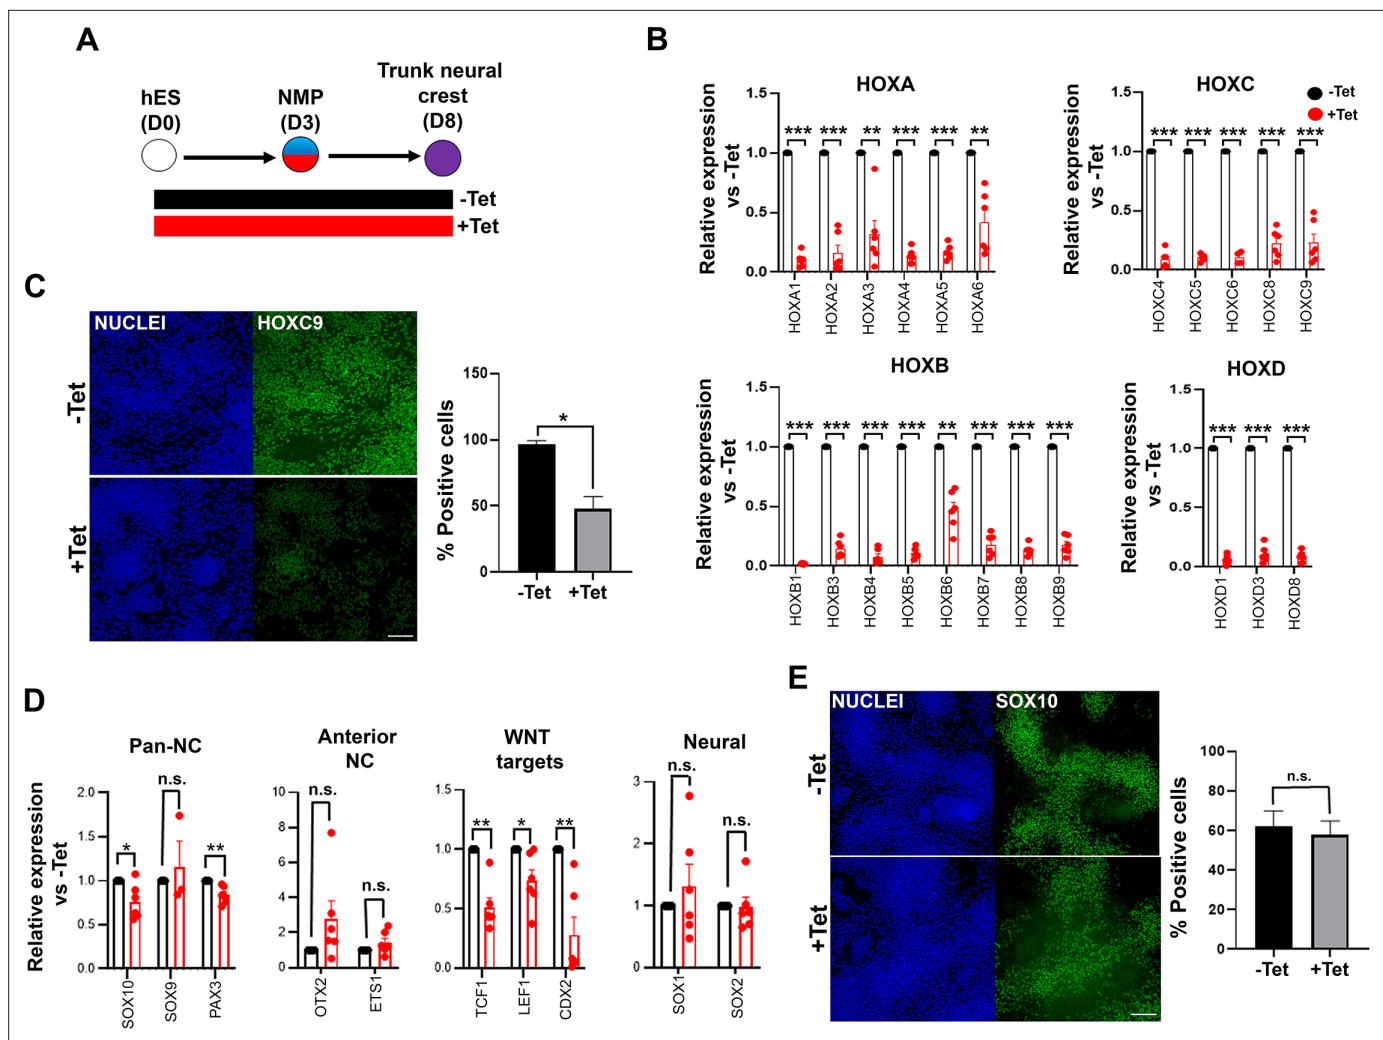 A
hES
(D0)
NMP
(D3)
Trunk neural
crest
(D8)
-Tet
+Tet
B
HOXA
Relative expression
vs -Tet
1.5
1.0
0.5
0.0
*** *** ** *** *** **
HOXA1 HOXA2 HOXA3 HOXA4 HOXA5 HOXA6
HOXC
-Tet
+Tet
Relative expression
vs -Tet
1.5
1.0
0.5
0.0
*** *** *** *** ***
HOXC4 HOXC5 HOXC6 HOXC8 HOXC9
HOXB
Relative expression
vs -Tet
1.5
1.0
0.5
0.0
*** *** *** *** ** *** *** ***
HOXB1 HOXB3 HOXB4 HOXB5 HOXB6 HOXB7 HOXB8 HOXB9
HOXD
Relative expression
vs -Tet
1.5
1.0
0.5
0.0
*** *** ***
HOXD1 HOXD3 HOXD8
C
NUCLEI HOXC9
-Tet
+Tet
% Positive cells
150
100
50
0
*
-Tet +Tet
D
Pan-NC
Relative expression
vs -Tet
2.0
1.5
1.0
0.5
0.0
* n.s. **
SOX10 SOX9 PAX3
Anterior
NC
10
8
6
4
2
0
n.s. n.s.
OTX2 ETS1
WNT
targets
1.5
1.0
0.5
0.0
** * **
TCF1 LEF1 CDX2
Neural
3
2
1
0
n.s. n.s.
SOX1 SOX2
E
NUCLEI SOX10
-Tet
+Tet
% Positive cells
100
80
60
40
20
0
n.s.
-Tet +Tet